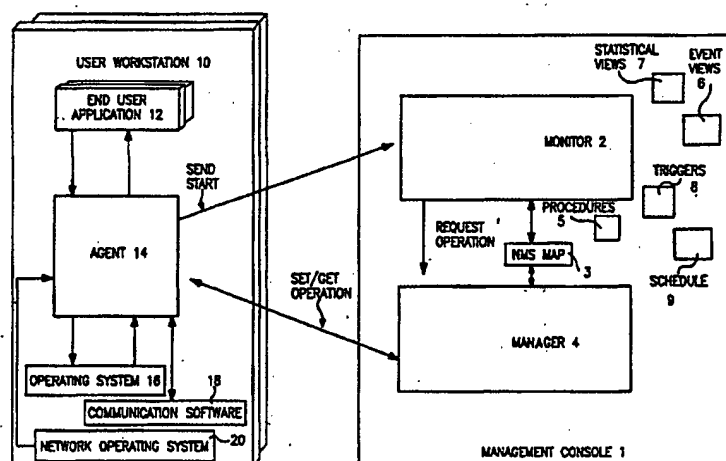 USER WORKSTATION 10
END USER
APPLICATION 12
SEND
START
AGENT 14
SET/GET
OPERATION
OPERATING SYSTEM 16
18
COMMUNICATION SOFTWARE
NETWORK OPERATING SYSTEM
20
STATISTICAL
VIEWS 7
EVENT
VIEWS
6
MONITOR 2
TRIGGERS
8
PROCEDURES
5
REQUEST
OPERATION
NMS MAP
3
SCHEDULE
9
MANAGER 4
MANAGEMENT CONSOLE 1